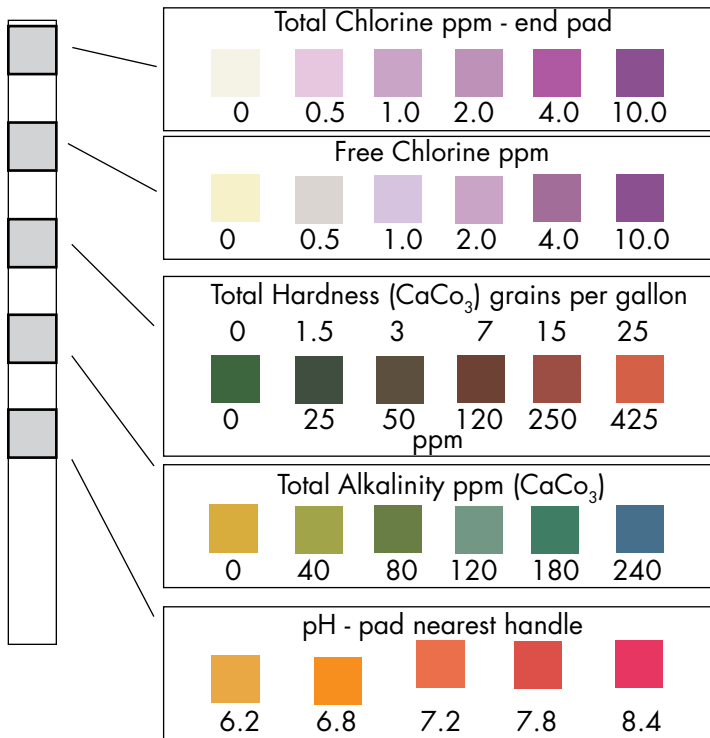 Total Chlorine ppm - end pad
0 0.5 1.0 2.0 4.0 10.0
Free Chlorine ppm
0 0.5 1.0 2.0 4.0 10.0
Total Hardness (CaCo₃) grains per gallon
0 1.5 3 7 15 25
0 25 50 120 250 425
ppm
Total Alkalinity ppm (CaCo₃)
0 40 80 120 180 240
pH - pad nearest handle
6.2 6.8 7.2 7.8 8.4